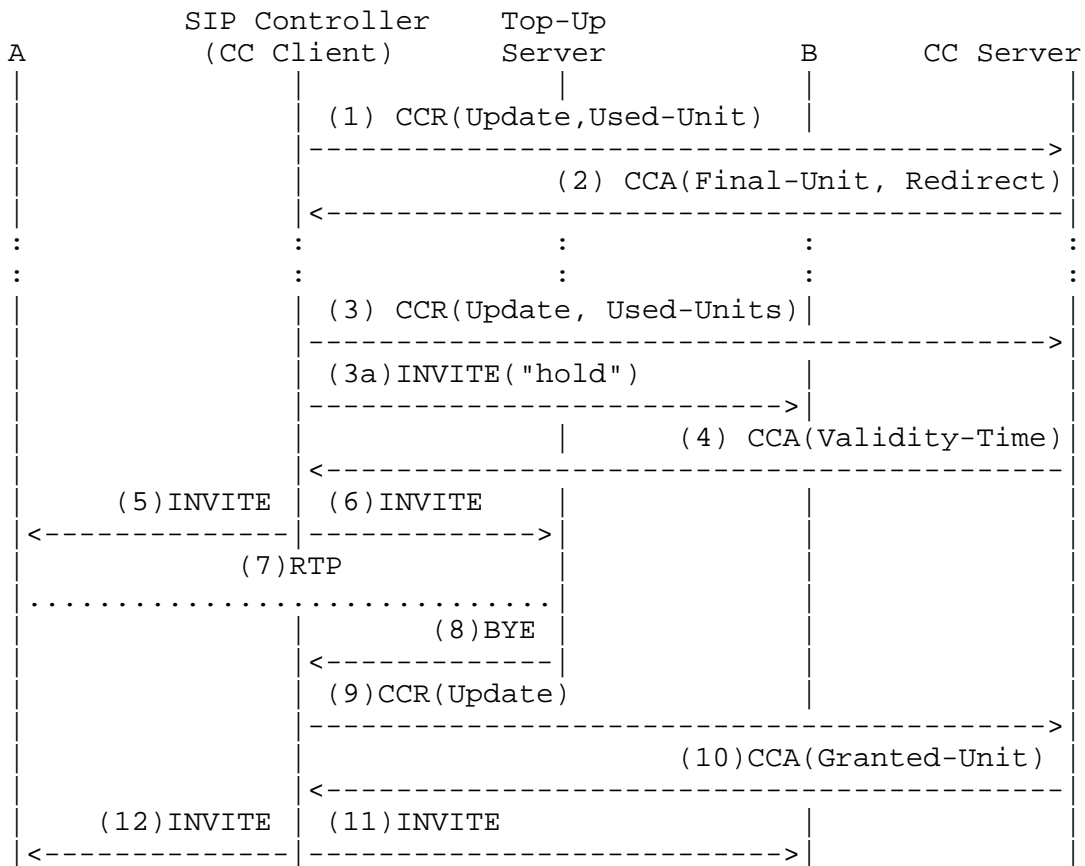 SIP Controller Top-Up
A (CC Client) Server B CC Server
(1) CCR(Update,Used-Unit)
(2) CCA(Final-Unit, Redirect)
(3) CCR(Update, Used-Units)
(3a)INVITE("hold")
(4) CCA(Validity-Time)
(5)INVITE (6)INVITE
(7)RTP
(8)BYE
(9)CCR(Update)
(10)CCA(Granted-Unit)
(12)INVITE (11)INVITE